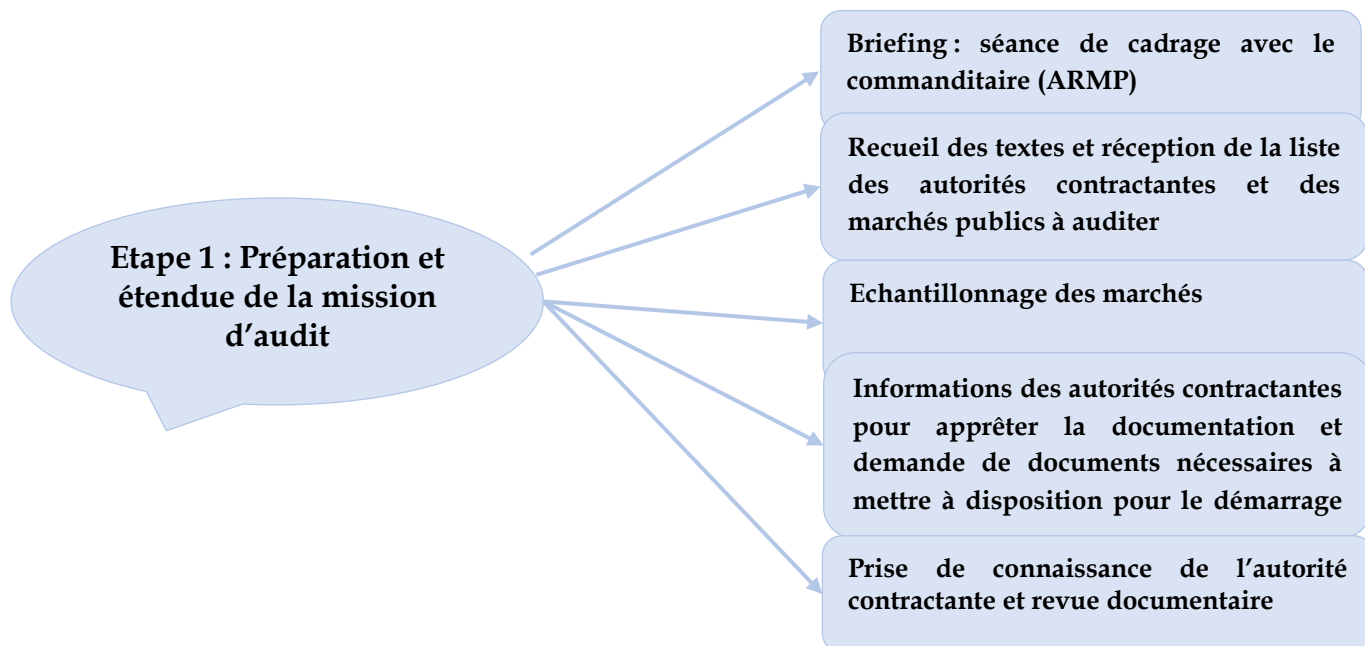 Briefing : séance de cadrage avec le
commanditaire (ARMP)
Recueil des textes et réception de la liste
des autorités contractantes et des
marchés publics à auditer
Etape 1 : Préparation et
étendue de la mission
d’audit
Echantillonnage des marchés
Informations des autorités contractantes
pour apprêter la documentation et
demande de documents nécessaires à
mettre à disposition pour le démarrage
Prise de connaissance de l’autorité
contractante et revue documentaire